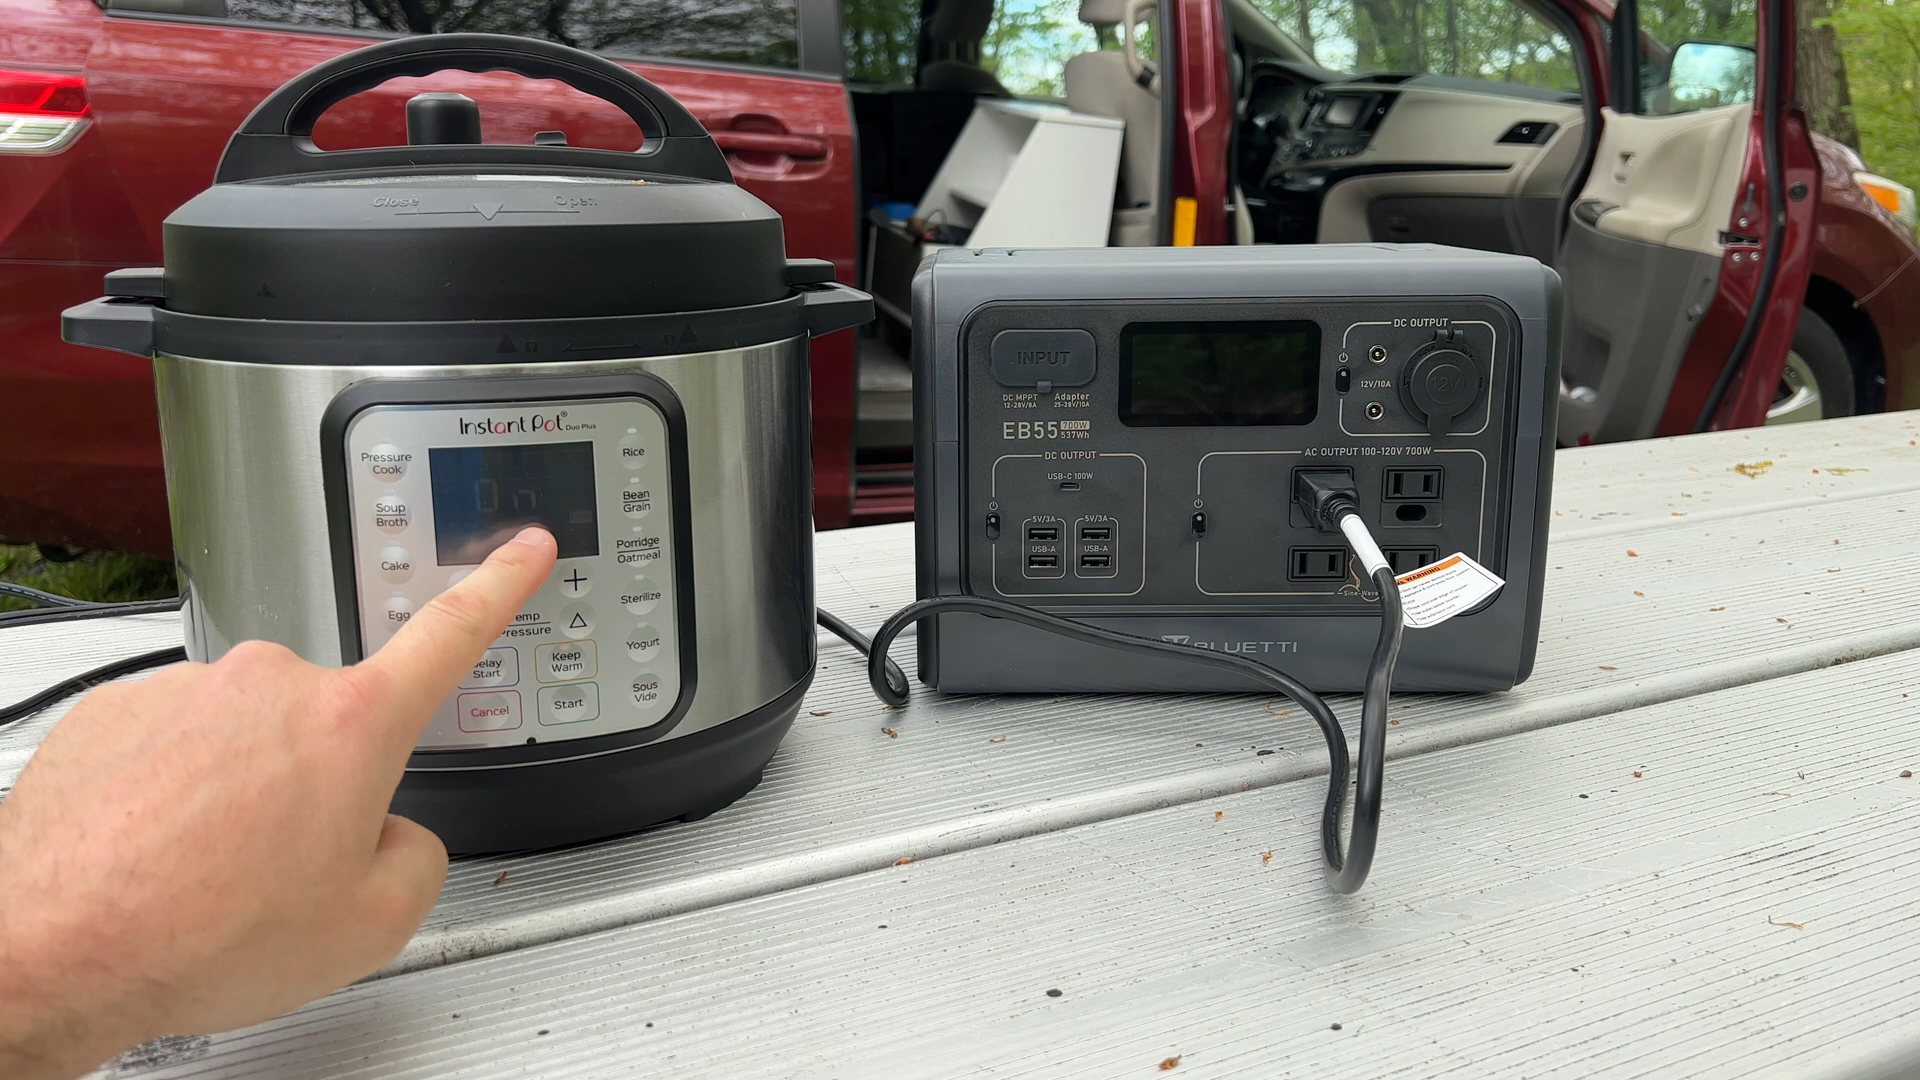 Close
Open
Instant Pot®
Duo Plus
Pressure
Cook
Soup
Broth
Cake
Egg
Rice
Bean
Grain
Porridge
Oatmeal
Sterilize
Yogurt
Sous
Vide
+
Pressure
Keep
Warm
Start
Start
Cancel
INPUT
DC MPPT
12-28V/8A
Adapter
25-28V/10A
EB55
700W
537Wh
DC OUTPUT
12V/10A
12V
DC OUTPUT
USB-C 100W
5V/3A
5V/3A
USB-A
USB-A
AC OUTPUT 100-120V 700W
WARNING
BLUETTI